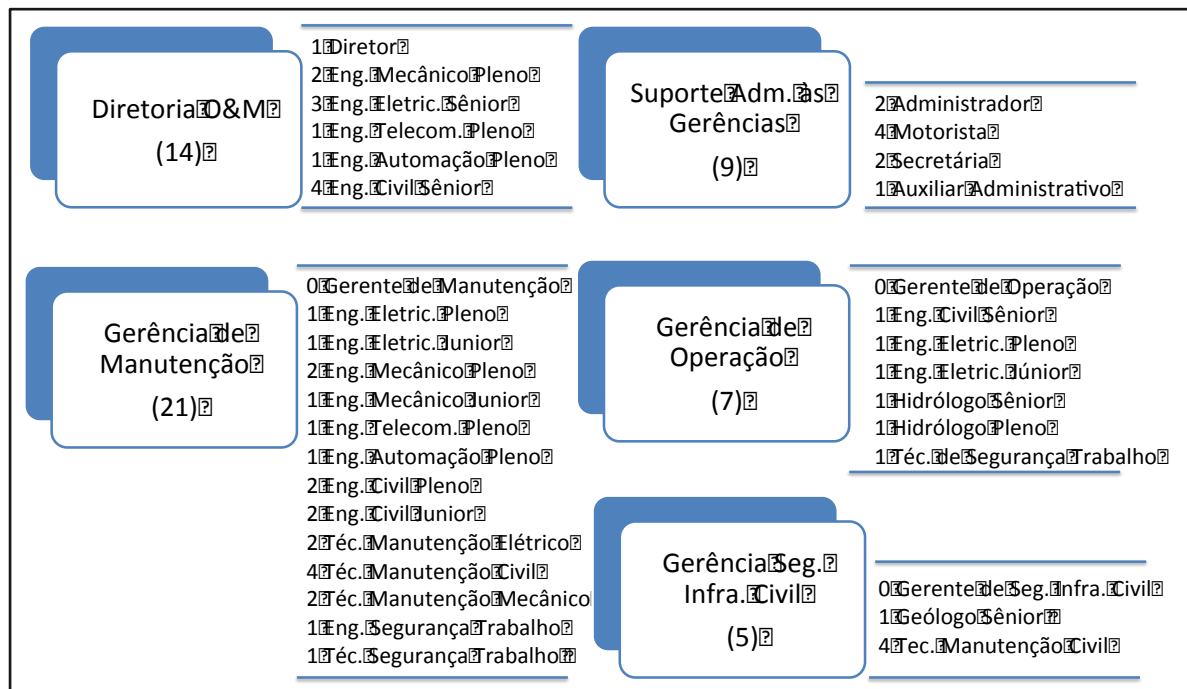 Diretoria O&M
(14)
1 Diretor
2 Eng. Mecânico Pleno
3 Eng. Eletric. Sênior
1 Eng. Telecom. Pleno
1 Eng. Automação Pleno
4 Eng. Civil Sênior
Suporte Adm. às
Gerências
(9)
2 Administrador
4 Motorista
2 Secretária
1 Auxiliar Administrativo
Gerência de
Manutenção
(21)
0 Gerente de Manutenção
1 Eng. Eletric. Pleno
1 Eng. Eletric. Junior
2 Eng. Mecânico Pleno
1 Eng. Mecânico Junior
1 Eng. Telecom. Pleno
1 Eng. Automação Pleno
2 Eng. Civil Pleno
2 Eng. Civil Junior
2 Téc. Manutenção Elétrico
4 Téc. Manutenção Civil
2 Téc. Manutenção Mecânico
1 Eng. Segurança Trabalho
1 Téc. Segurança Trabalho
Gerência de
Operação
(7)
0 Gerente de Operação
1 Eng. Civil Sênior
1 Eng. Eletric. Pleno
1 Eng. Eletric. Júnior
1 Hidrólogo Sênior
1 Hidrólogo Pleno
1 Téc. de Segurança Trabalho
Gerência Seg.
Infra. Civil
(5)
0 Gerente de Seg. Infra. Civil
1 Geólogo Sênior
4 Tec. Manutenção Civil